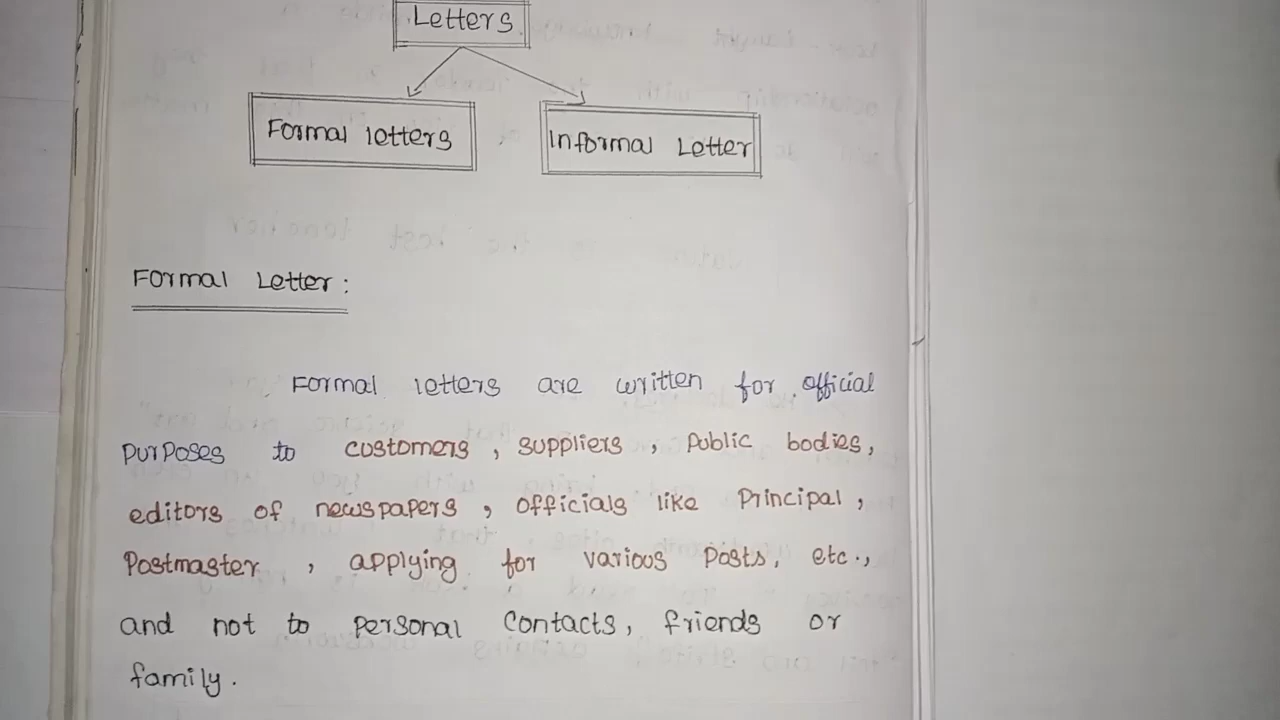 Letters
Formal letters
Informal Letter
Formal Letter:
Formal letters are written for official
purposes to customers, suppliers, public bodies,
editors of newspapers, officials like principal,
Postmaster, applying for various posts, etc.,
and not to personal contacts, friends or
family.